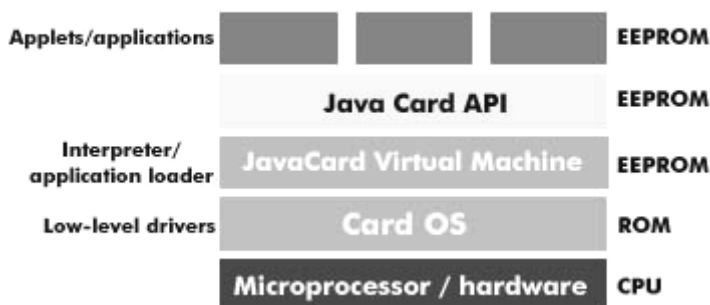 Applets/applications EEPROM
Java Card API EEPROM
Interpreter/
application loader JavaCard Virtual Machine EEPROM
Low-level drivers Card OS ROM
Microprocessor / hardware CPU